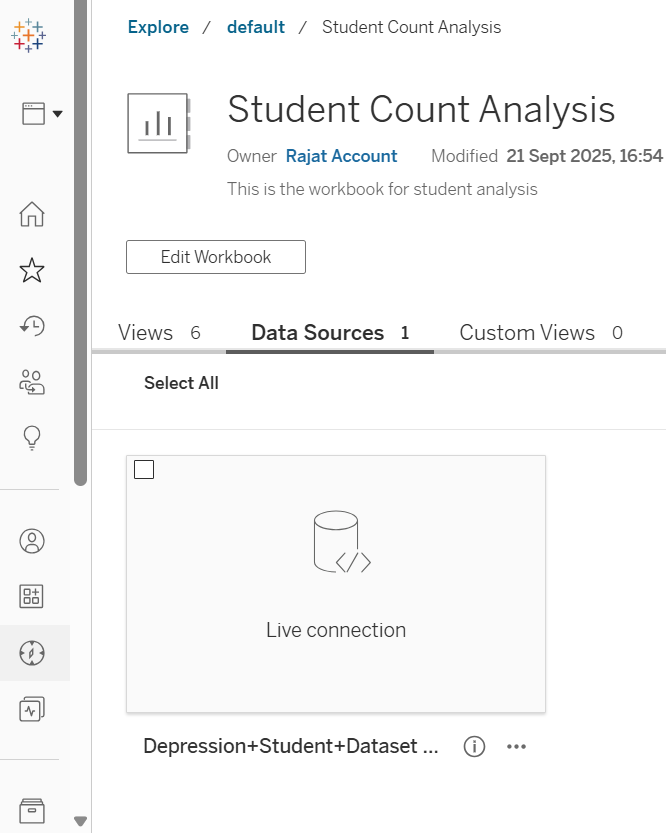 Explore / default / Student Count Analysis
Student Count Analysis
Owner Rajat Account Modified 21 Sept 2025, 16:54
This is the workbook for student analysis
Edit Workbook
Views 6 Data Sources 1 Custom Views 0
Select All
Live connection
Depression+Student+Dataset ...